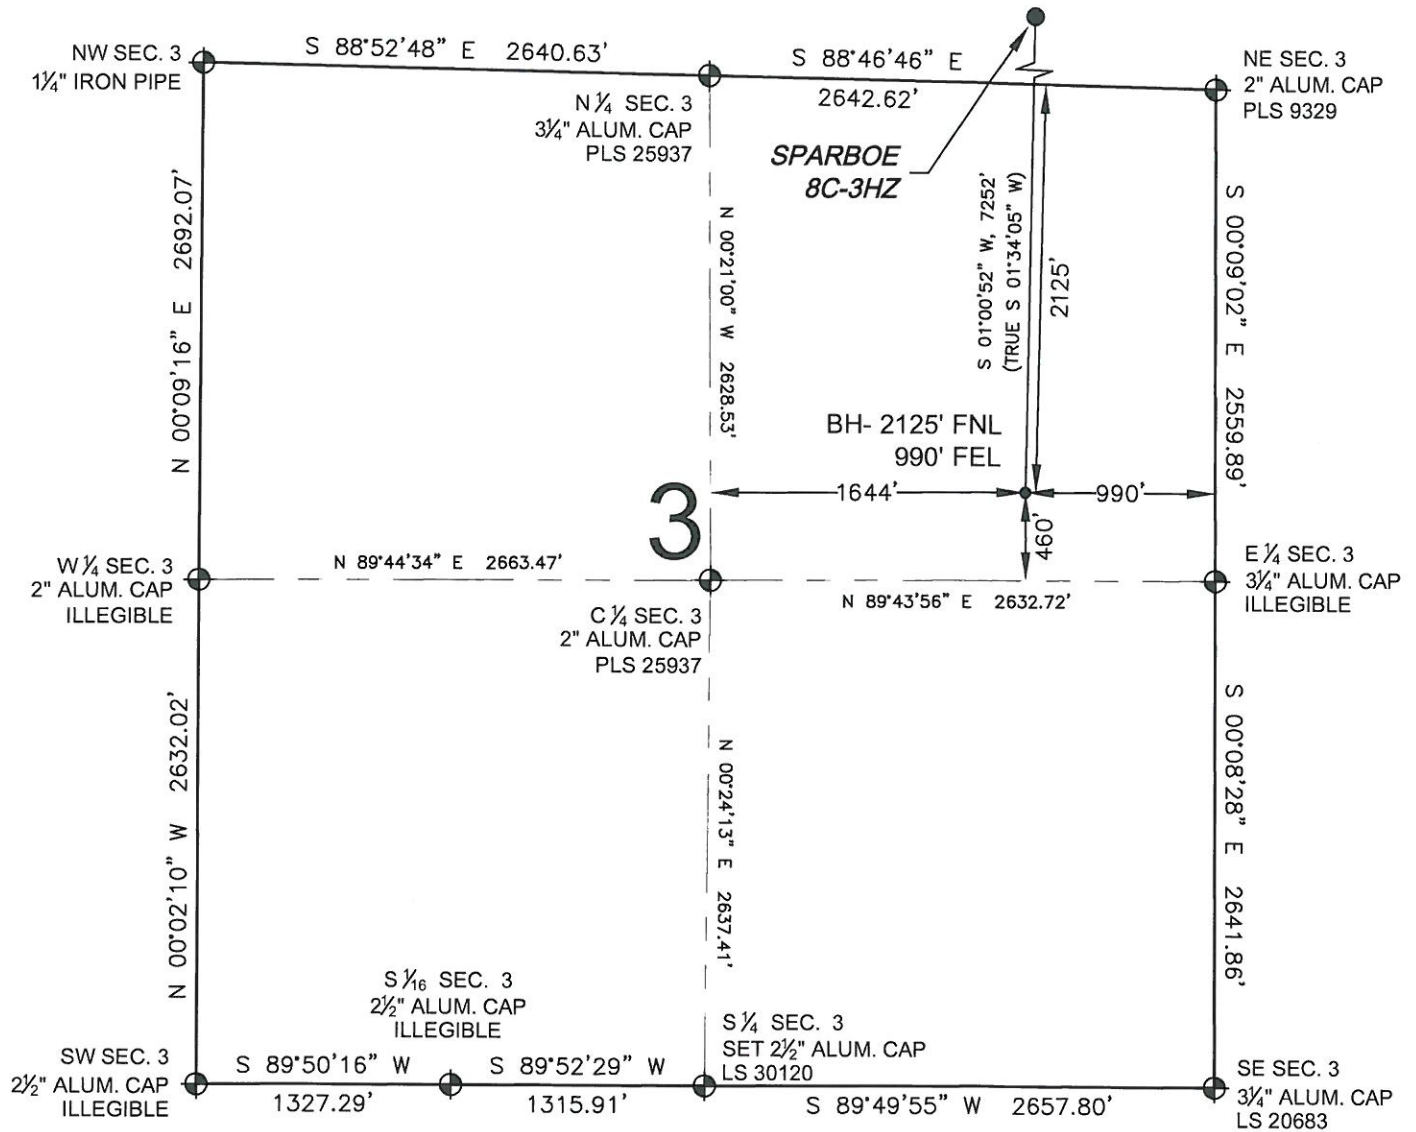 NW SEC. 3
1¼" IRON PIPE
S 88°52'48" E 2640.63'
S 88°46'46" E
2642.62'
NE SEC. 3
2" ALUM. CAP
PLS 9329
N ¼ SEC. 3
3¼" ALUM. CAP
PLS 25937
SPARBOE
8C-3HZ
N 00°09'16" E 2692.07'
N 00°21'00" W 2628.53'
S 01°00'52" W, 7252'
(TRUE S 01°34'05" W)
2125'
S 00°09'02" E 2559.89'
BH- 2125' FNL
990' FEL
3
1644'
990'
460'
W ¼ SEC. 3
2" ALUM. CAP
ILLEGIBLE
N 89°44'34" E 2663.47'
C ¼ SEC. 3
2" ALUM. CAP
PLS 25937
N 89°43'56" E 2632.72'
E ¼ SEC. 3
3¼" ALUM. CAP
ILLEGIBLE
N 00°02'10" W 2632.02'
N 00°24'13" E 2637.41'
S 00°08'28" E 2641.86'
S 1⁄16 SEC. 3
2½" ALUM. CAP
ILLEGIBLE
SW SEC. 3
2½" ALUM. CAP
ILLEGIBLE
S 89°50'16" W
1327.29'
S 89°52'29" W
1315.91'
S ¼ SEC. 3
SET 2½" ALUM. CAP
LS 30120
S 89°49'55" W 2657.80'
SE SEC. 3
3¼" ALUM. CAP
LS 20683